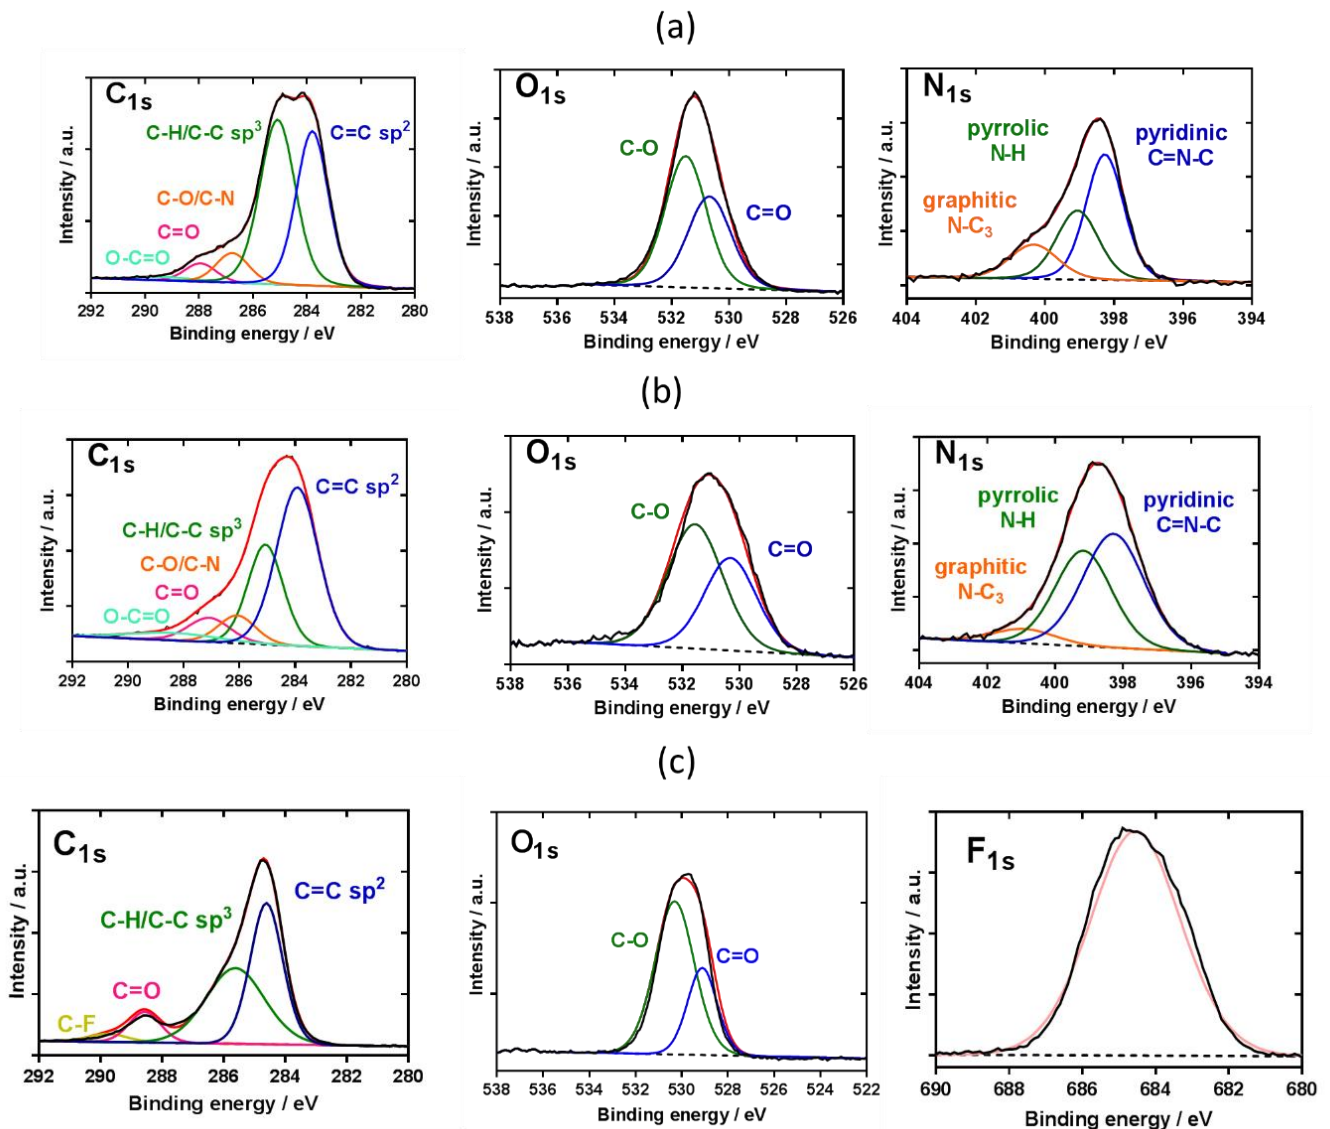 (a)
C1s
C-H/C-C sp3
C=C sp2
C-O/C-N
C=O
O-C=O
Intensity / a.u.
292 290 288 286 284 282 280
Binding energy / eV
O1s
C-O
C=O
Intensity / a.u.
538 536 534 532 530 528 526
Binding energy / eV
N1s
pyrrolic
N-H
pyridinic
C=N-C
graphitic
N-C3
Intensity / a.u.
404 402 400 398 396 394
Binding energy / eV
(b)
C1s
C=C sp2
C-H/C-C sp3
C-O/C-N
C=O
O-C=O
Intensity / a.u.
292 290 288 286 284 282 280
Binding energy / eV
O1s
C-O
C=O
Intensity / a.u.
538 536 534 532 530 528 526
Binding energy / eV
N1s
pyrrolic
N-H
pyridinic
C=N-C
graphitic
N-C3
Intensity / a.u.
404 402 400 398 396 394
Binding energy / eV
(c)
C1s
C=C sp2
C-H/C-C sp3
C=O
C-F
Intensity / a.u.
292 290 288 286 284 282 280
Binding energy / eV
O1s
C-O
C=O
Intensity / a.u.
538 536 534 532 530 528 526 524 522
Binding energy / eV
F1s
Intensity / a.u.
690 688 686 684 682 680
Binding energy / eV